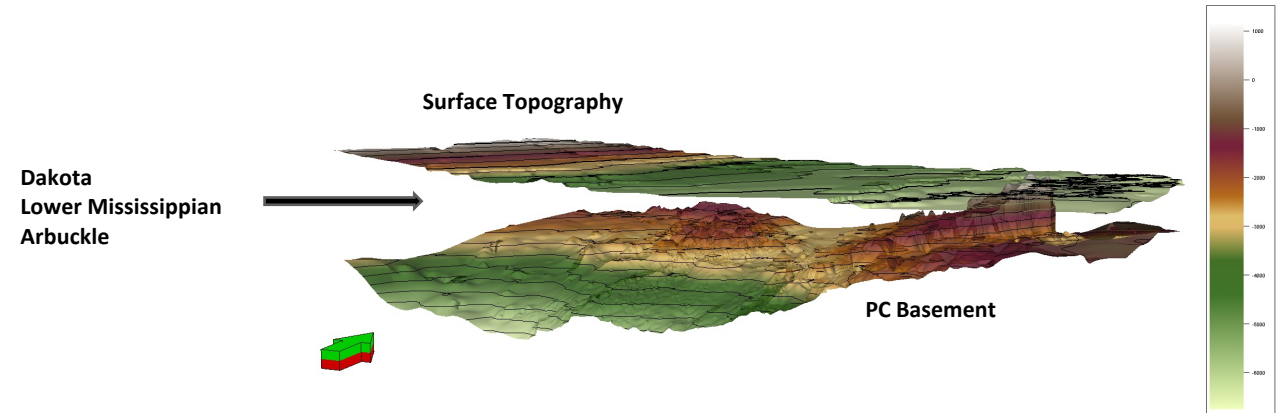 Surface Topography
Dakota
Lower Mississippian
Arbuckle
PC Basement
1000
0
-1000
-2000
-3000
-4000
-5000
-6000